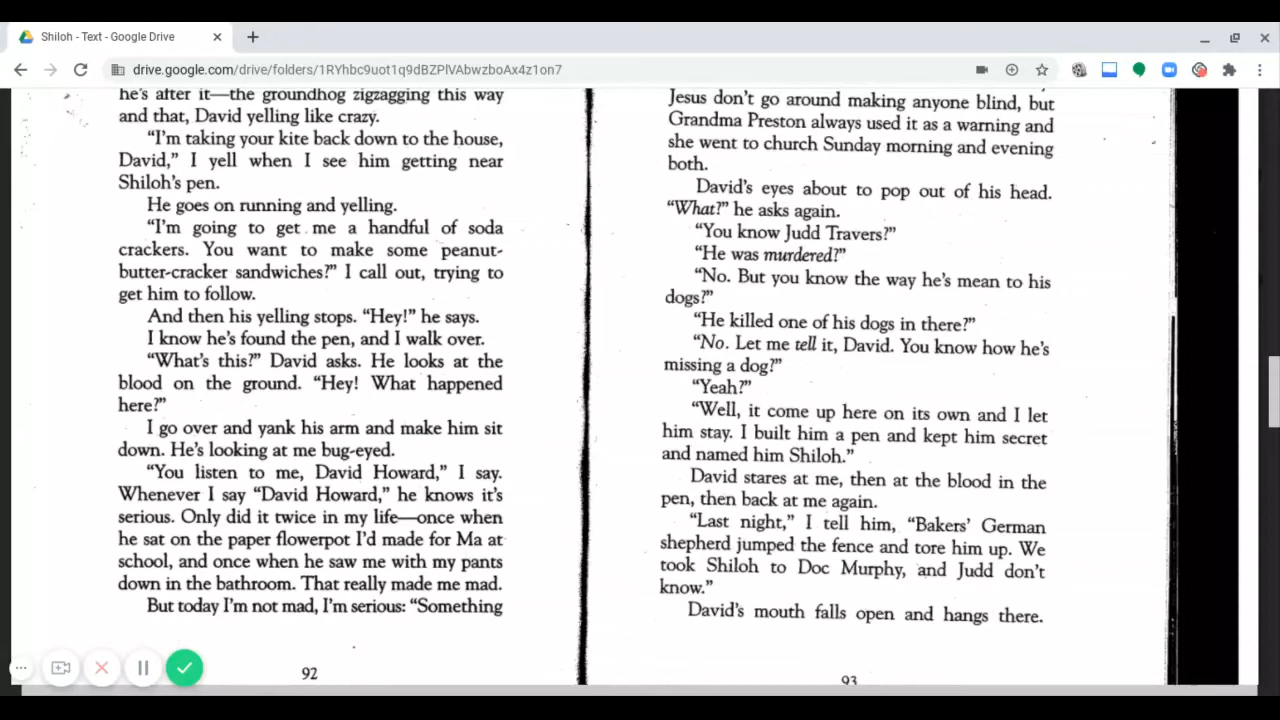 Shiloh - Text - Google Drive
drive.google.com/drive/folders/1RYhbc9uot1q9dBZPlVAbwzboAx4z1on7
he's after it—the groundhog zigzagging this way
and that, David yelling like crazy.
"I'm taking your kite back down to the house,
David," I yell when I see him getting near
Shiloh's pen.
He goes on running and yelling.
"I'm going to get me a handful of soda
crackers. You want to make some peanut-
butter-cracker sandwiches?" I call out, trying to
get him to follow.
And then his yelling stops. "Hey!" he says.
I know he's found the pen, and I walk over.
"What's this?" David asks. He looks at the
blood on the ground. "Hey! What happened
here?"
I go over and yank his arm and make him sit
down. He's looking at me bug-eyed.
"You listen to me, David Howard," I say.
Whenever I say "David Howard," he knows it's
serious. Only did it twice in my life—once when
he sat on the paper flowerpot I'd made for Ma at
school, and once when he saw me with my pants
down in the bathroom. That really made me mad.
But today I'm not mad, I'm serious: "Something
92
Jesus don't go around making anyone blind, but
Grandma Preston always used it as a warning and
she went to church Sunday morning and evening
both.
David's eyes about to pop out of his head.
"What?" he asks again.
"You know Judd Travers?"
"He was murdered?"
"No. But you know the way he's mean to his
dogs?"
"He killed one of his dogs in there?"
"No. Let me tell it, David. You know how he's
missing a dog?"
"Yeah?"
"Well, it come up here on its own and I let
him stay. I built him a pen and kept him secret
and named him Shiloh."
David stares at me, then at the blood in the
pen, then back at me again.
"Last night," I tell him, "Bakers' German
shepherd jumped the fence and tore him up. We
took Shiloh to Doc Murphy, and Judd don't
know."
David's mouth falls open and hangs there.
93